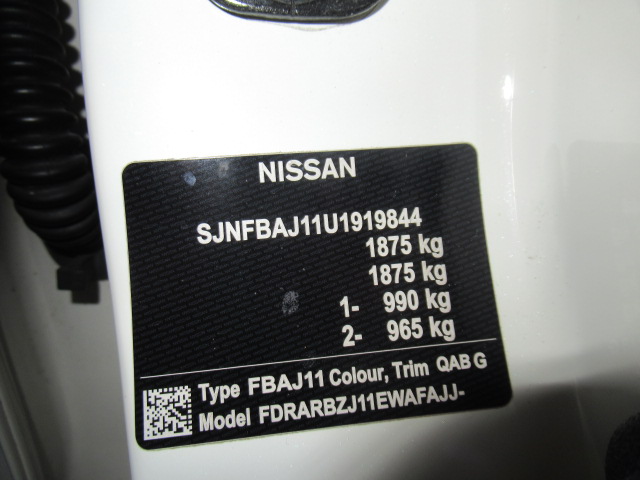 NISSAN
SJNFBAJ11U1919844
1875 kg
1875 kg
1- 990 kg
2- 965 kg
Type FBAJ11 Colour, Trim QAB G
Model FDRARBZJ11EWAFAJJ-